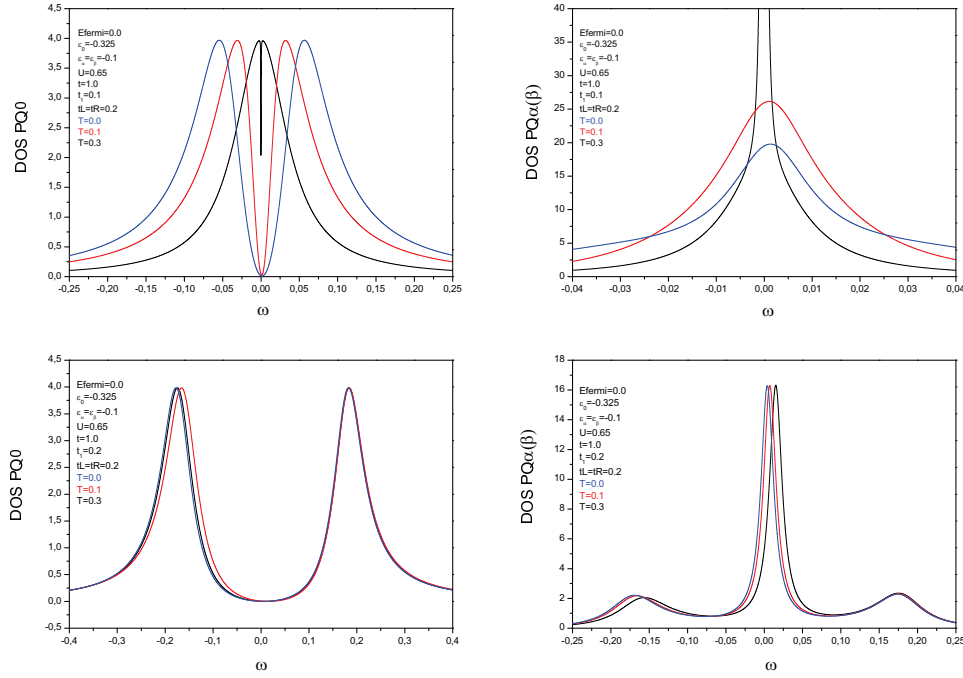 4,5
4,0
3,5
3,0
2,5
2,0
1,5
1,0
0,5
0,0
DOS PQ0
Efermi=0.0
ε0=-0.325
εα=εβ=-0.1
U=0.65
t=1.0
t1=0.1
tL=tR=0.2
T=0.0
T=0.1
T=0.3
-0,25 -0,20 -0,15 -0,10 -0,05 0,00 0,05 0,10 0,15 0,20 0,25
ω
40
35
30
25
20
15
10
5
0
DOS PQα(β)
Efermi=0.0
ε0=-0.325
εα=εβ=-0.1
U=0.65
t=1.0
t1=0.1
tL=tR=0.2
T=0.0
T=0.1
T=0.3
-0,04 -0,03 -0,02 -0,01 0,00 0,01 0,02 0,03 0,04
ω
4,5
4,0
3,5
3,0
2,5
2,0
1,5
1,0
0,5
0,0
-0,5
DOS PQ0
Efermi=0.0
ε0=-0.325
εα=εβ=-0.1
U=0.65
t=1.0
t1=0.2
tL=tR=0.2
T=0.0
T=0.1
T=0.3
-0,4 -0,3 -0,2 -0,1 0,0 0,1 0,2 0,3 0,4
ω
18
16
14
12
10
8
6
4
2
0
DOS PQα(β)
Efermi=0.0
ε0=-0.325
εα=εβ=-0.1
U=0.65
t=1.0
t1=0.2
tL=tR=0.2
T=0.0
T=0.1
T=0.3
-0,25 -0,20 -0,15 -0,10 -0,05 0,00 0,05 0,10 0,15 0,20 0,25
ω